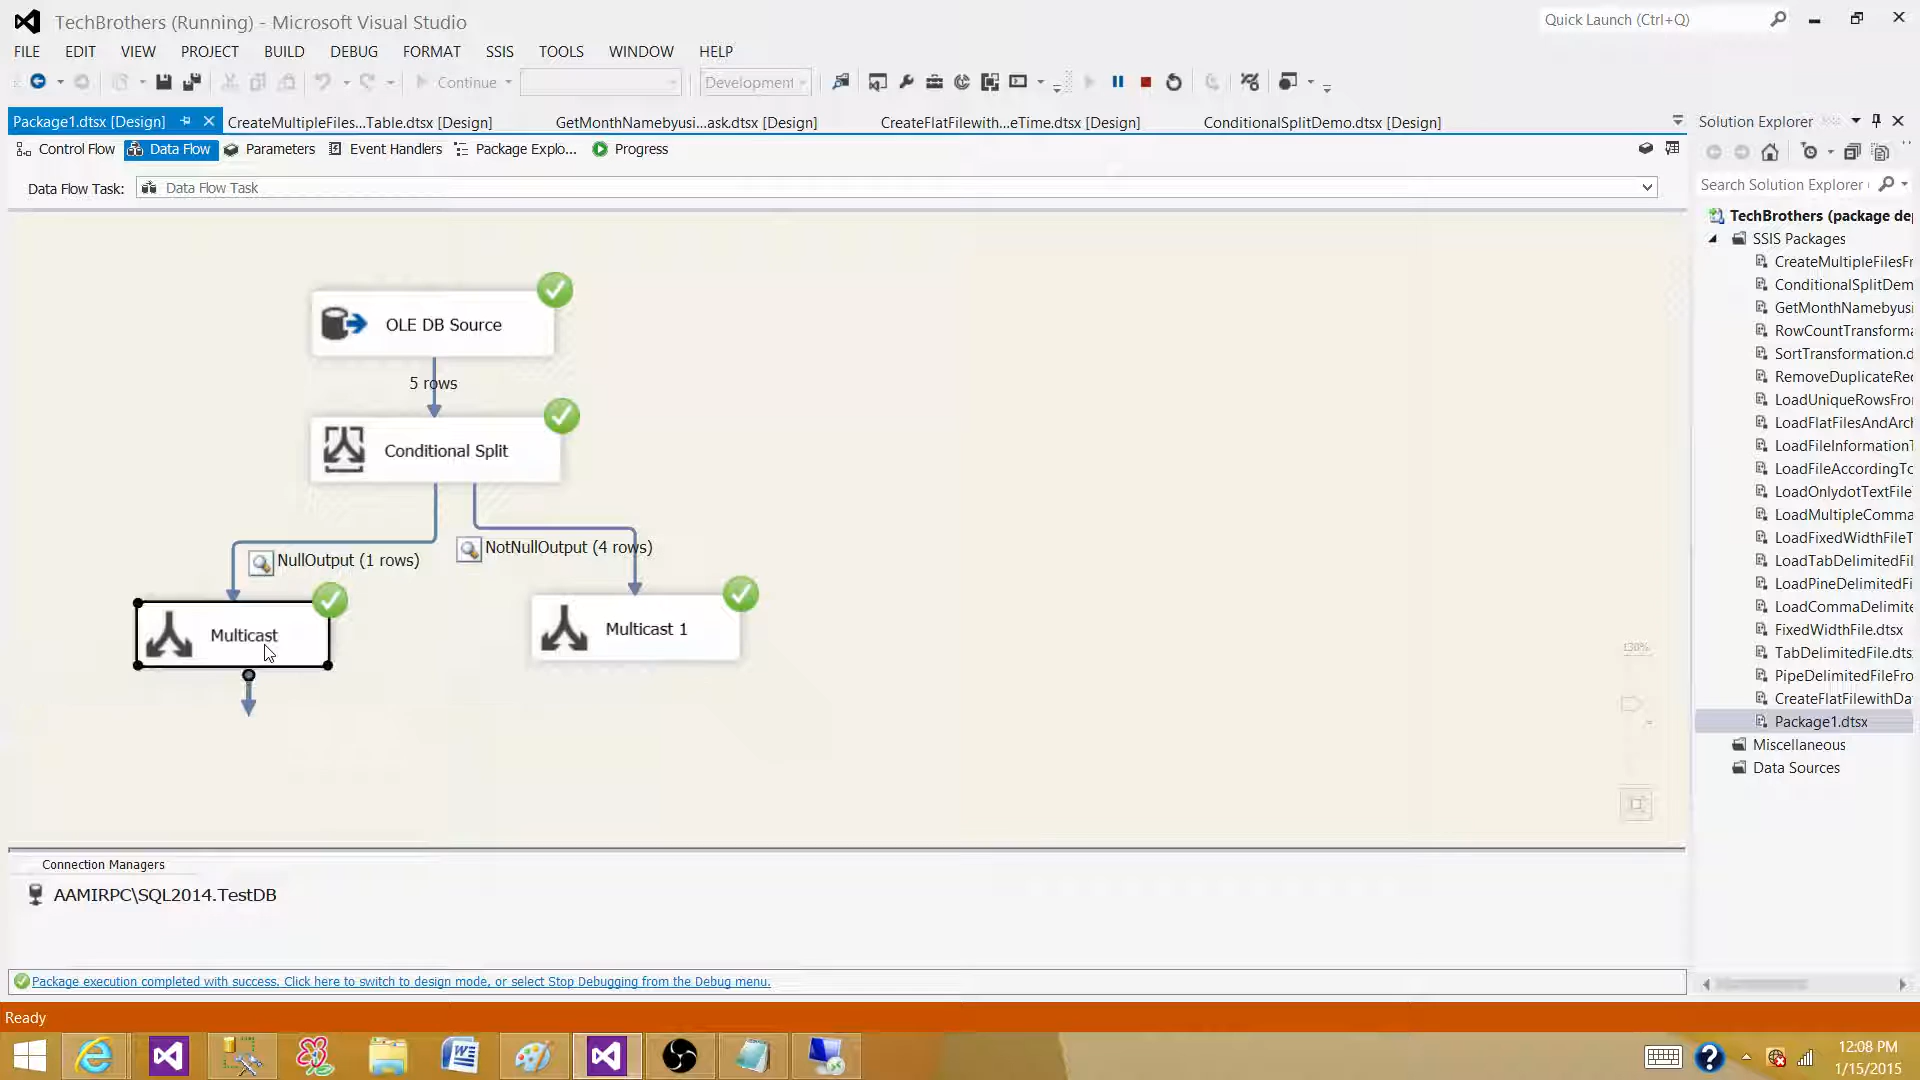 TechBrothers (Running) - Microsoft Visual Studio
Quick Launch (Ctrl+Q)
FILE EDIT VIEW PROJECT BUILD DEBUG FORMAT SSIS TOOLS WINDOW HELP
Continue
Development
Package1.dtsx [Design]
CreateMultipleFiles...Table.dtsx [Design]
GetMonthNamebyusi...ask.dtsx [Design]
CreateFlatFilewith...eTime.dtsx [Design]
ConditionalSplitDemo.dtsx [Design]
Control Flow
Data Flow
Parameters
Event Handlers
Package Explo...
Progress
Data Flow Task:
Data Flow Task
OLE DB Source
5 rows
Conditional Split
NullOutput (1 rows)
NotNullOutput (4 rows)
Multicast
Multicast 1
130%
Connection Managers
AAMIRPC\SQL2014.TestDB
Package execution completed with success. Click here to switch to design mode, or select Stop Debugging from the Debug menu.
Ready
Solution Explorer
Search Solution Explorer
TechBrothers (package de
SSIS Packages
CreateMultipleFilesFr
ConditionalSplitDem
GetMonthNamebyusi
RowCountTransforma
SortTransformation.d
RemoveDuplicateRec
LoadUniqueRowsFro
LoadFlatFilesAndArch
LoadFileInformationT
LoadFileAccordingTo
LoadOnlydotTextFile
LoadMultipleComma
LoadFixedWidthFileT
LoadTabDelimitedFil
LoadPineDelimitedFi
LoadCommaDelimite
FixedWidthFile.dtsx
TabDelimitedFile.dts
PipeDelimitedFileFro
CreateFlatFilewithDa
Package1.dtsx
Miscellaneous
Data Sources
12:08 PM
1/15/2015